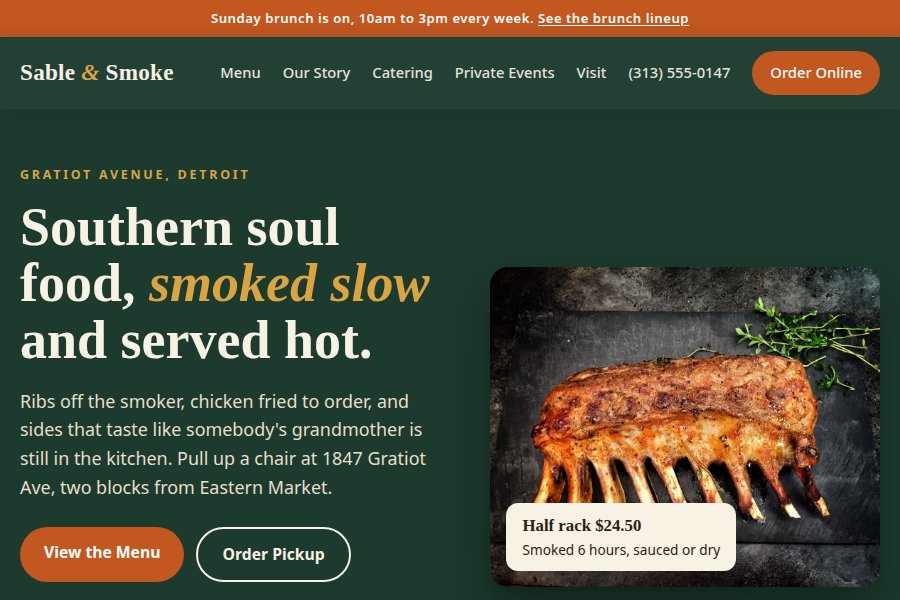 Sunday brunch is on, 10am to 3pm every week. See the brunch lineup
Sable & Smoke
Menu
Our Story
Catering
Private Events
Visit
(313) 555-0147
Order Online
GRATIOT AVENUE, DETROIT
Southern soul
food, smoked slow
and served hot.
Ribs off the smoker, chicken fried to order, and
sides that taste like somebody's grandmother is
still in the kitchen. Pull up a chair at 1847 Gratiot
Ave, two blocks from Eastern Market.
View the Menu
Order Pickup
Half rack $24.50
Smoked 6 hours, sauced or dry